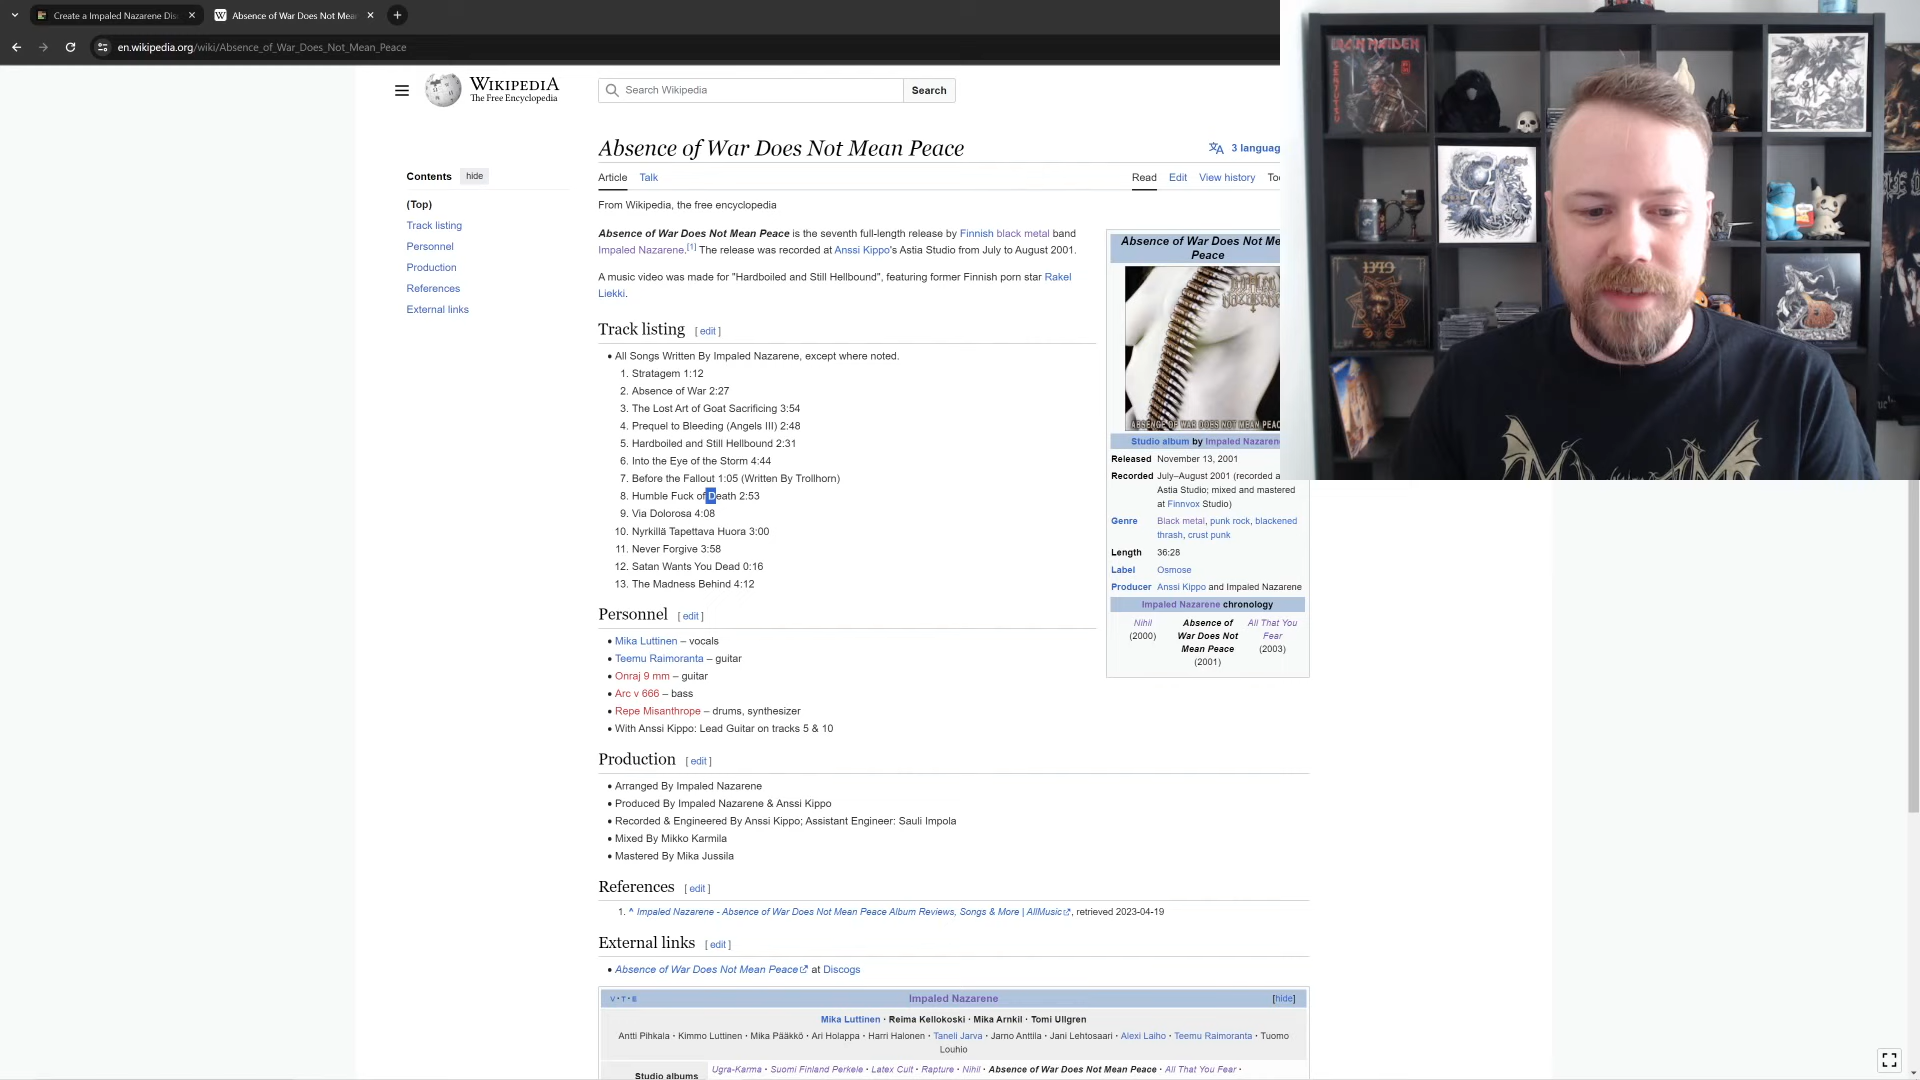 Create a Impaled Nazarene Dis
Absence of War Does Not Mea
en.wikipedia.org/wiki/Absence_of_War_Does_Not_Mean_Peace
WIKIPEDIA
The Free Encyclopedia
Search Wikipedia
Search
Absence of War Does Not Mean Peace
3 languag
Article Talk
Read Edit View history Too
From Wikipedia, the free encyclopedia
Contents hide
(Top)
Track listing
Personnel
Production
References
External links
Absence of War Does Not Mean Peace is the seventh full-length release by Finnish black metal band
Impaled Nazarene.[1] The release was recorded at Anssi Kippo's Astia Studio from July to August 2001.
A music video was made for "Hardboiled and Still Hellbound", featuring former Finnish porn star Rakel
Liekki.
Track listing [ edit ]
• All Songs Written By Impaled Nazarene, except where noted.
1. Stratagem 1:12
2. Absence of War 2:27
3. The Lost Art of Goat Sacrificing 3:54
4. Prequel to Bleeding (Angels III) 2:48
5. Hardboiled and Still Hellbound 2:31
6. Into the Eye of the Storm 4:44
7. Before the Fallout 1:05 (Written By Trollhorn)
8. Humble Fuck of Death 2:53
9. Via Dolorosa 4:08
10. Nyrkillä Tapettava Huora 3:00
11. Never Forgive 3:58
12. Satan Wants You Dead 0:16
13. The Madness Behind 4:12
Personnel [ edit ]
• Mika Luttinen – vocals
• Teemu Raimoranta – guitar
• Onraj 9 mm – guitar
• Arc v 666 – bass
• Repe Misanthrope – drums, synthesizer
• With Anssi Kippo: Lead Guitar on tracks 5 & 10
Production [ edit ]
• Arranged By Impaled Nazarene
• Produced By Impaled Nazarene & Anssi Kippo
• Recorded & Engineered By Anssi Kippo; Assistant Engineer: Sauli Impola
• Mixed By Mikko Karmila
• Mastered By Mika Jussila
References [ edit ]
1. ^ Impaled Nazarene - Absence of War Does Not Mean Peace Album Reviews, Songs & More | AllMusic, retrieved 2023-04-19
External links [ edit ]
• Absence of War Does Not Mean Peace at Discogs
Absence of War Does Not Me
Peace
IMPALED
NAZARENE
ABSENCE OF WAR DOES NOT MEAN PEAC
Studio album by Impaled Nazaren
Released November 13, 2001
Recorded July–August 2001 (recorded a
Astia Studio; mixed and mastered
at Finnvox Studio)
Genre Black metal, punk rock, blackened
thrash, crust punk
Length 36:28
Label Osmose
Producer Anssi Kippo and Impaled Nazarene
Impaled Nazarene chronology
Nihil
(2000)
Absence of
War Does Not
Mean Peace
(2001)
All That You
Fear
(2003)
V·T·E Impaled Nazarene [hide]
Mika Luttinen · Reima Kellokoski · Mika Arnkil · Tomi Ullgren
Antti Pihkala · Kimmo Luttinen · Mika Pääkkö · Ari Holappa · Harri Halonen · Taneli Jarva · Jarno Anttila · Jani Lehtosaari · Alexi Laiho · Teemu Raimoranta · Tuomo
Louhio
Studio albums
Ugra-Karma · Suomi Finland Perkele · Latex Cult · Rapture · Nihil · Absence of War Does Not Mean Peace · All That You Fear ·
IRON MAIDEN
SENJUTSU
1349